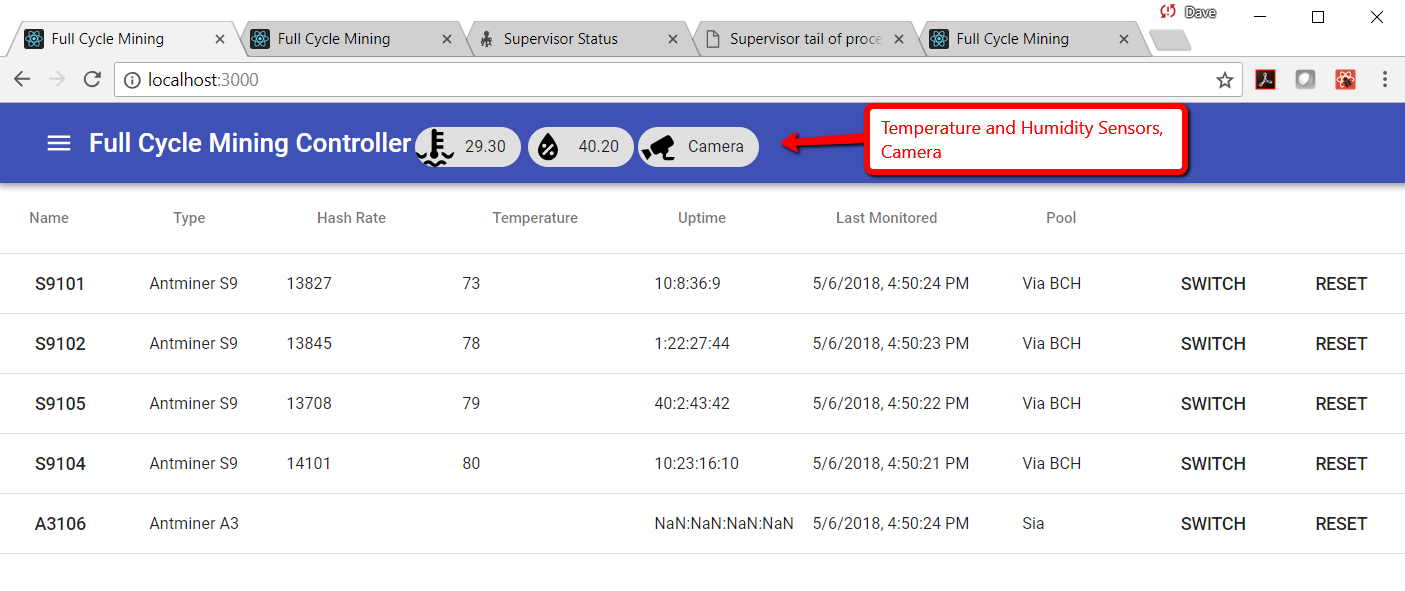 Dave
Full Cycle Mining
Full Cycle Mining
Supervisor Status
Supervisor tail of proce
Full Cycle Mining
localhost:3000
Full Cycle Mining Controller 29.30 40.20 Camera
Temperature and Humidity Sensors,
Camera
Name Type Hash Rate Temperature Uptime Last Monitored Pool
S9101 Antminer S9 13827 73 10:8:36:9 5/6/2018, 4:50:24 PM Via BCH SWITCH RESET
S9102 Antminer S9 13845 78 1:22:27:44 5/6/2018, 4:50:23 PM Via BCH SWITCH RESET
S9105 Antminer S9 13708 79 40:2:43:42 5/6/2018, 4:50:22 PM Via BCH SWITCH RESET
S9104 Antminer S9 14101 80 10:23:16:10 5/6/2018, 4:50:21 PM Via BCH SWITCH RESET
A3106 Antminer A3 NaN:NaN:NaN:NaN 5/6/2018, 4:50:24 PM Sia SWITCH RESET